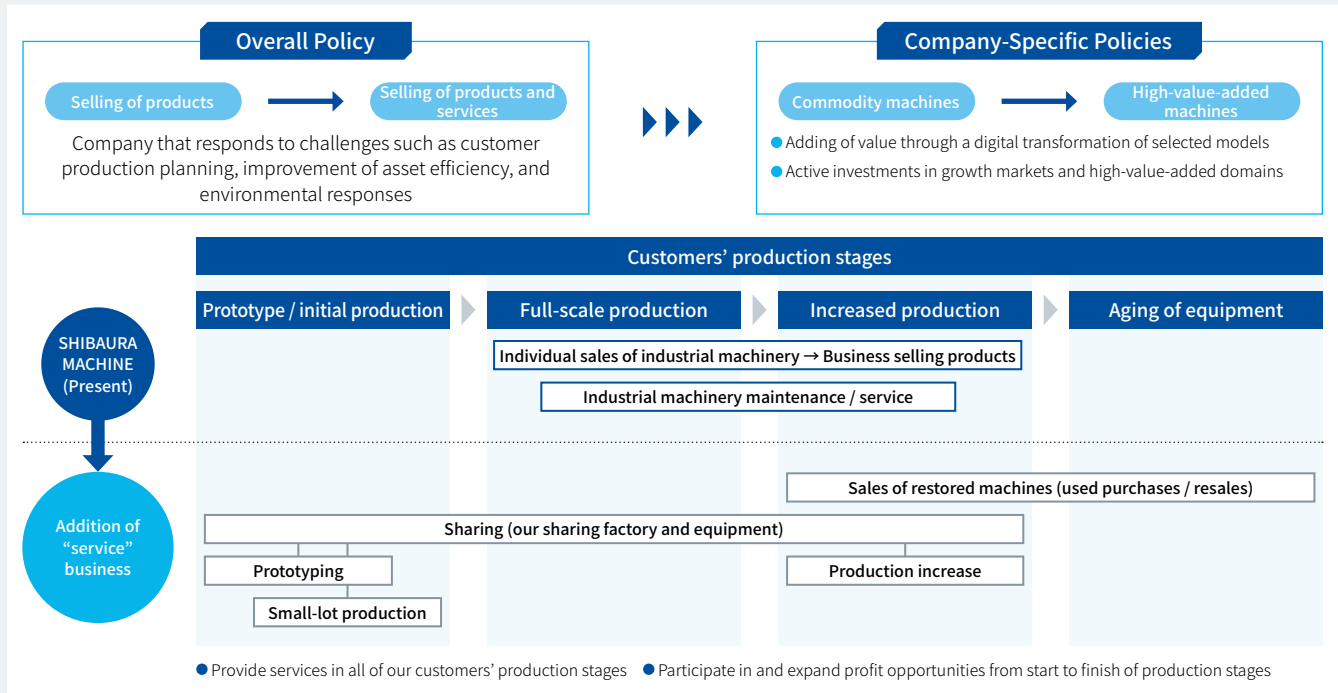 Overall Policy
Selling of products
Selling of products and
services
Company that responds to challenges such as customer
production planning, improvement of asset efficiency, and
environmental responses
Company-Specific Policies
Commodity machines
High-value-added
machines
Adding of value through a digital transformation of selected models
Active investments in growth markets and high-value-added domains
Customers’ production stages
Prototype / initial production
Full-scale production
Increased production
Aging of equipment
SHIBAURA
MACHINE
(Present)
Individual sales of industrial machinery → Business selling products
Industrial machinery maintenance / service
Addition of
“service”
business
Sales of restored machines (used purchases / resales)
Sharing (our sharing factory and equipment)
Prototyping
Production increase
Small-lot production
Provide services in all of our customers’ production stages
Participate in and expand profit opportunities from start to finish of production stages